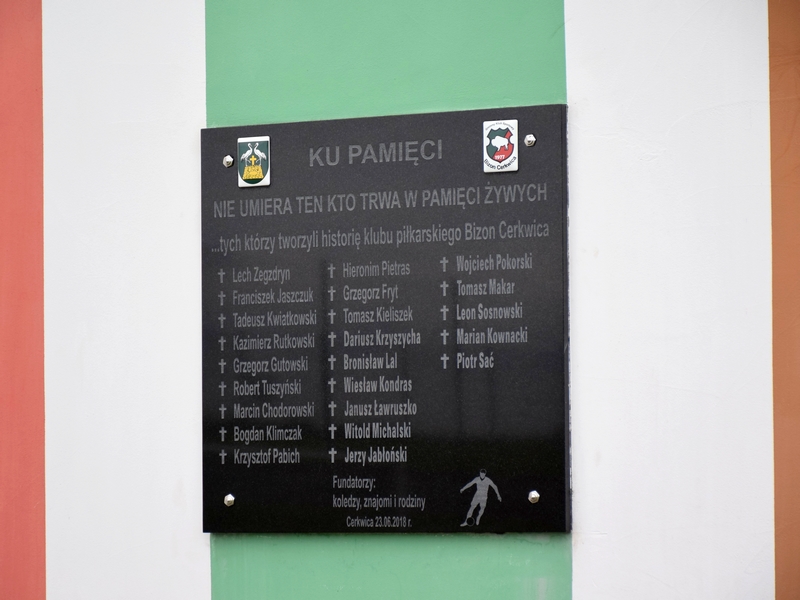 KU PAMIĘCI
1977
Bizon Cerkwica
NIE UMIERA TEN KTO TRWA W PAMIĘCI ŻYWYCH
...tych którzy tworzyli historię klubu piłkarskiego Bizon Cerkwica
Lech Zegzdryn
Franciszek Jaszczuk
Tadeusz Kwiatkowski
Kazimierz Rutkowski
Grzegorz Gutowski
Robert Tuszyński
Marcin Chodorowski
Bogdan Klimczak
Krzysztof Pabich
Hieronim Pietras
Grzegorz Fryt
Tomasz Kieliszek
Dariusz Krzyszycha
Bronisław Lal
Wiesław Kondras
Janusz Ławruszko
Witold Michalski
Jerzy Jabłoński
Wojciech Pokorski
Tomasz Makar
Leon Sosnowski
Marian Kownacki
Piotr Sać
Fundatorzy:
koledzy, znajomi i rodziny
Cerkwica 23.06.2018 r.